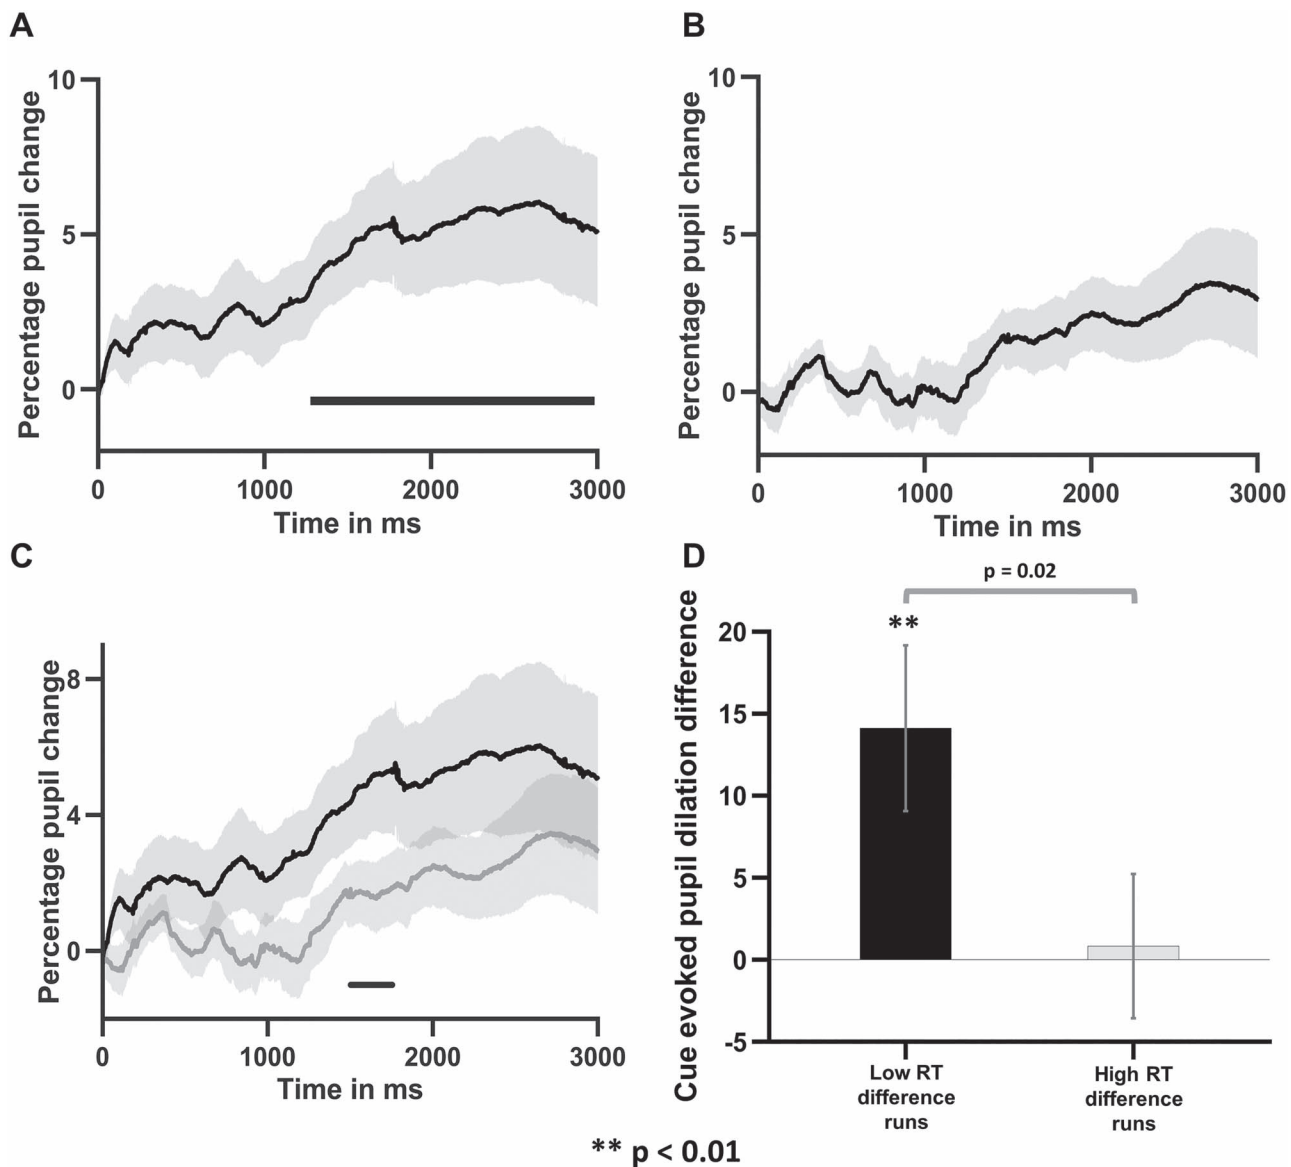 A
Percentage pupil change
10
5
0
0 1000 2000 3000
Time in ms
B
Percentage pupil change
10
5
0
0 1000 2000 3000
Time in ms
C
Percentage pupil change
8
4
0
0 1000 2000 3000
Time in ms
D
Cue evoked pupil dilation difference
p = 0.02
**
20
15
10
5
0
-5
Low RT
difference
runs
High RT
difference
runs
** p < 0.01